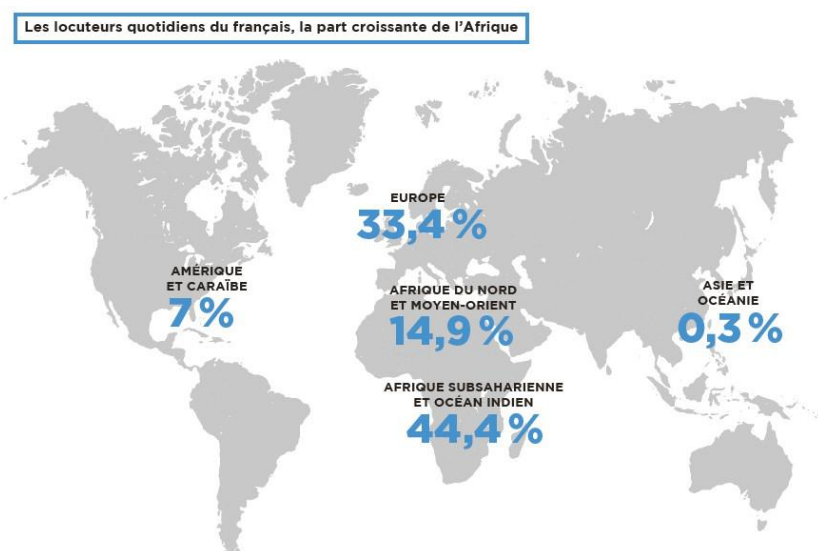 Les locuteurs quotidiens du français, la part croissante de l’Afrique
EUROPE
33,4 %
AMÉRIQUE
ET CARAÏBE
7 %
AFRIQUE DU NORD
ET MOYEN-ORIENT
14,9 %
ASIE ET
OCÉANIE
0,3 %
AFRIQUE SUBSAHARIENNE
ET OCÉAN INDIEN
44,4 %